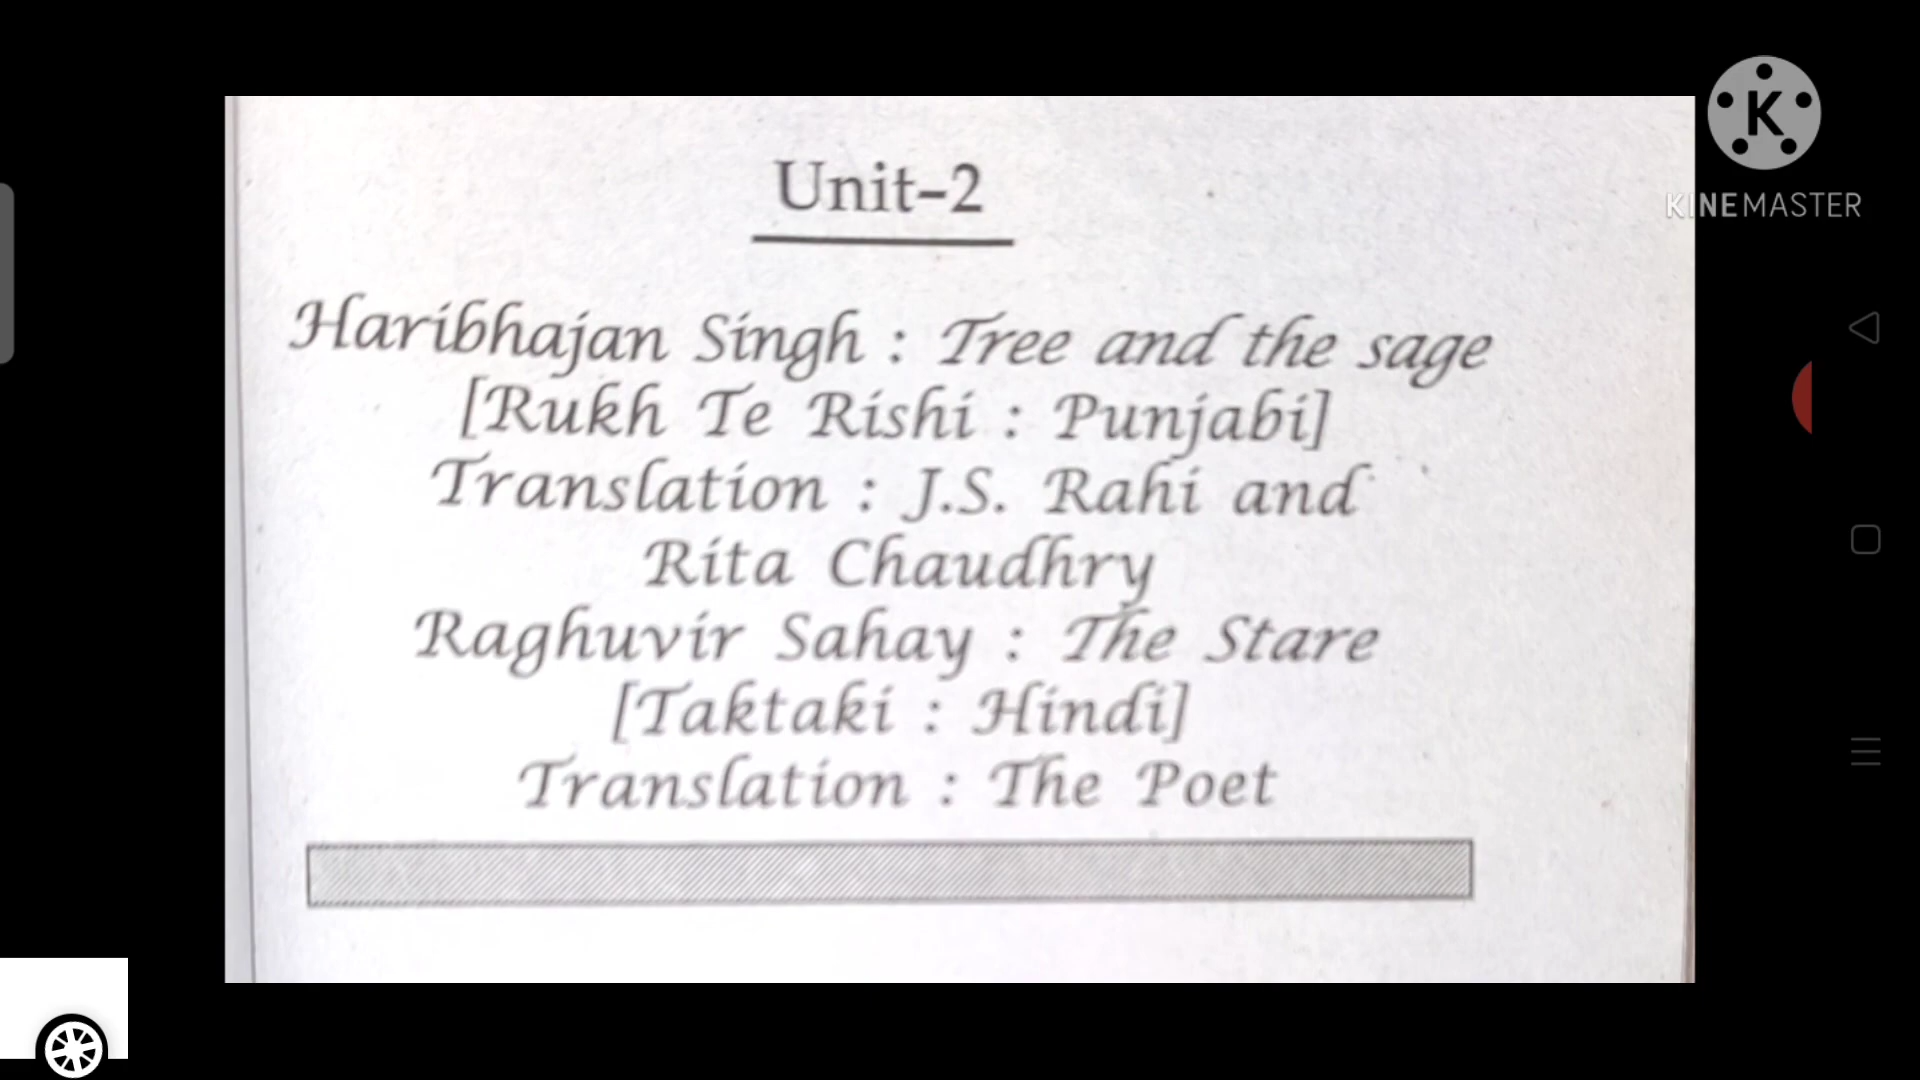 Unit-2
Haribhajan Singh : Tree and the sage
[Rukh Te Rishi : Punjabi]
Translation : J.S. Rahi and
Rita Chaudhry
Raghuvir Sahay : The Stare
[Taktaki : Hindi]
Translation : The Poet
K
KINEMASTER